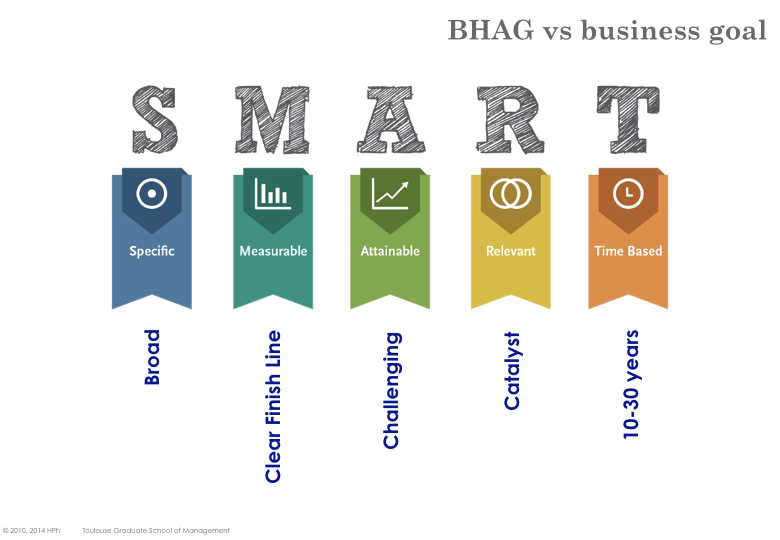 BHAG vs business goal
S M A R T
Specific
Measurable
Attainable
Relevant
Time Based
Broad
Clear Finish Line
Challenging
Catalyst
10-30 years
© 2010, 2014 HPh Toulouse Graduate School of Management